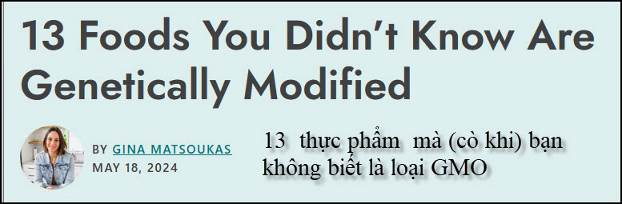 13 Foods You Didn't Know Are
Genetically Modified
BY GINA MATSOUKAS
MAY 18, 2024
13 thực phẩm mà (cò khi) bạn
không biết là loại GMO